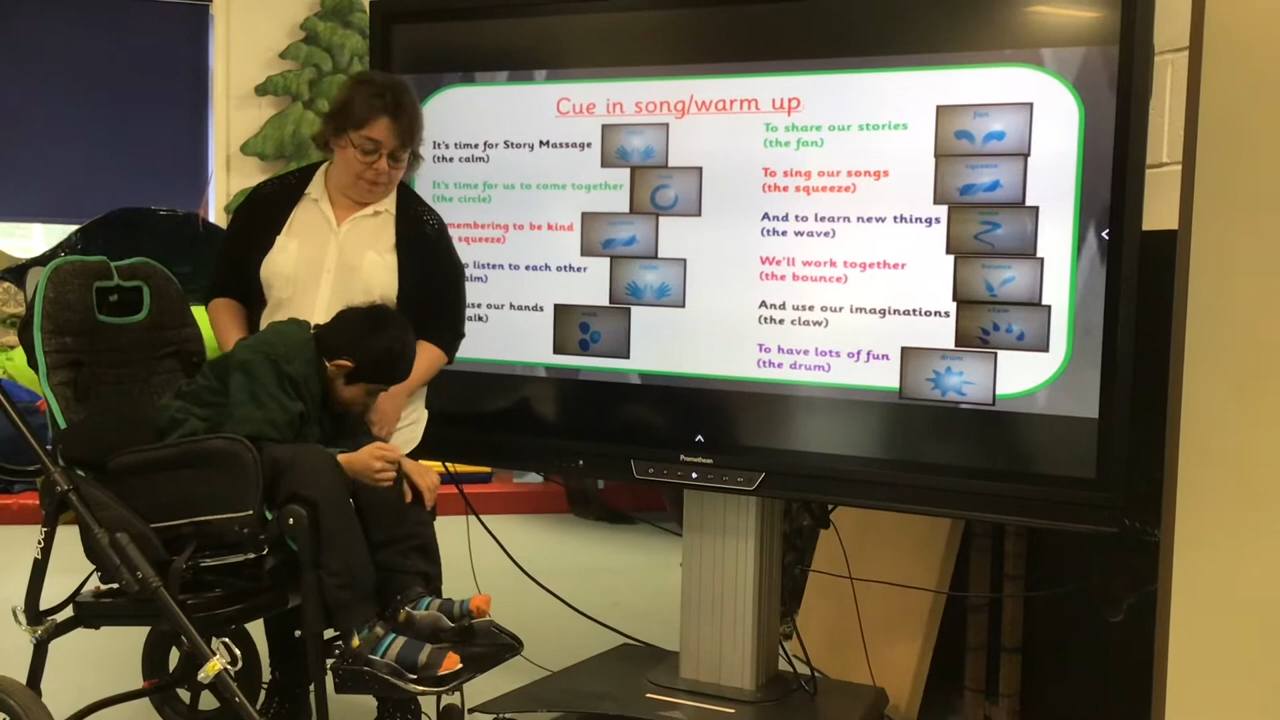 Cue in song/warm up
It's time for Story Massage
(the calm)
It's time for us to come together
(the circle)
membering to be kind
squeeze)
o listen to each other
alm)
use our hands
alk)
To share our stories
(the fan)
To sing our songs
(the squeeze)
And to learn new things
(the wave)
We'll work together
(the bounce)
And use our imaginations
(the claw)
To have lots of fun
(the drum)
fan
squeeze
bounce
claw
drum
calm
Promethean